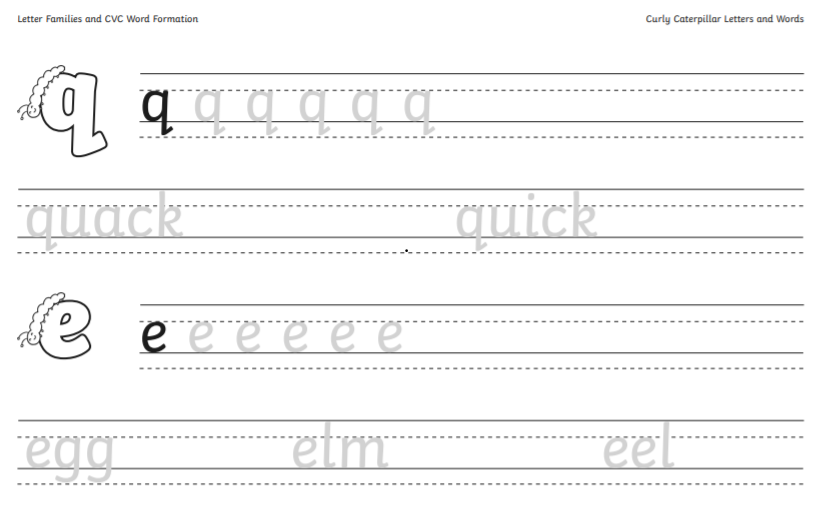 Letter Families and CVC Word Formation Curly Caterpillar Letters and Words
q q q q q q q
quack quick
e e e e e e e
egg elm eel